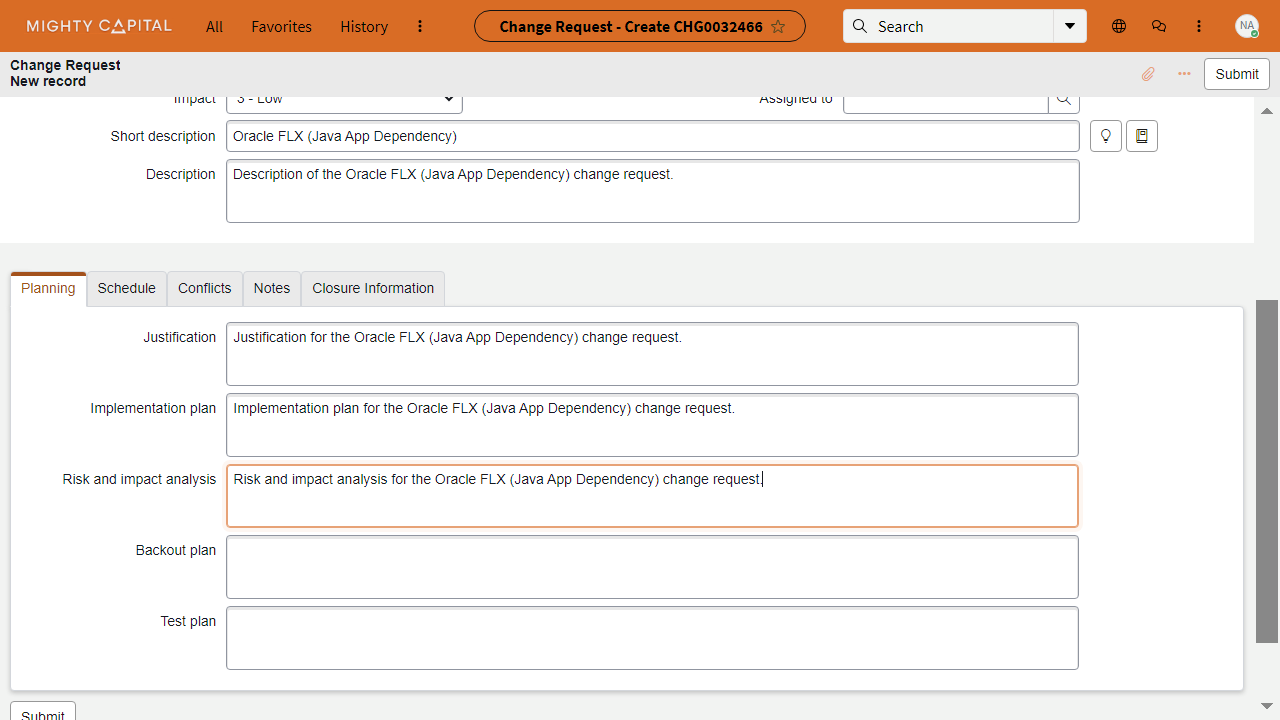 MIGHTY CAPITAL All Favorites History Change Request - Create CHG0032466 Search NA
Change Request
New record
Submit
Impact 3 - Low Assigned to
Short description Oracle FLX (Java App Dependency)
Description Description of the Oracle FLX (Java App Dependency) change request.
Planning Schedule Conflicts Notes Closure Information
Justification Justification for the Oracle FLX (Java App Dependency) change request.
Implementation plan Implementation plan for the Oracle FLX (Java App Dependency) change request.
Risk and impact analysis Risk and impact analysis for the Oracle FLX (Java App Dependency) change request.
Backout plan
Test plan
Submit